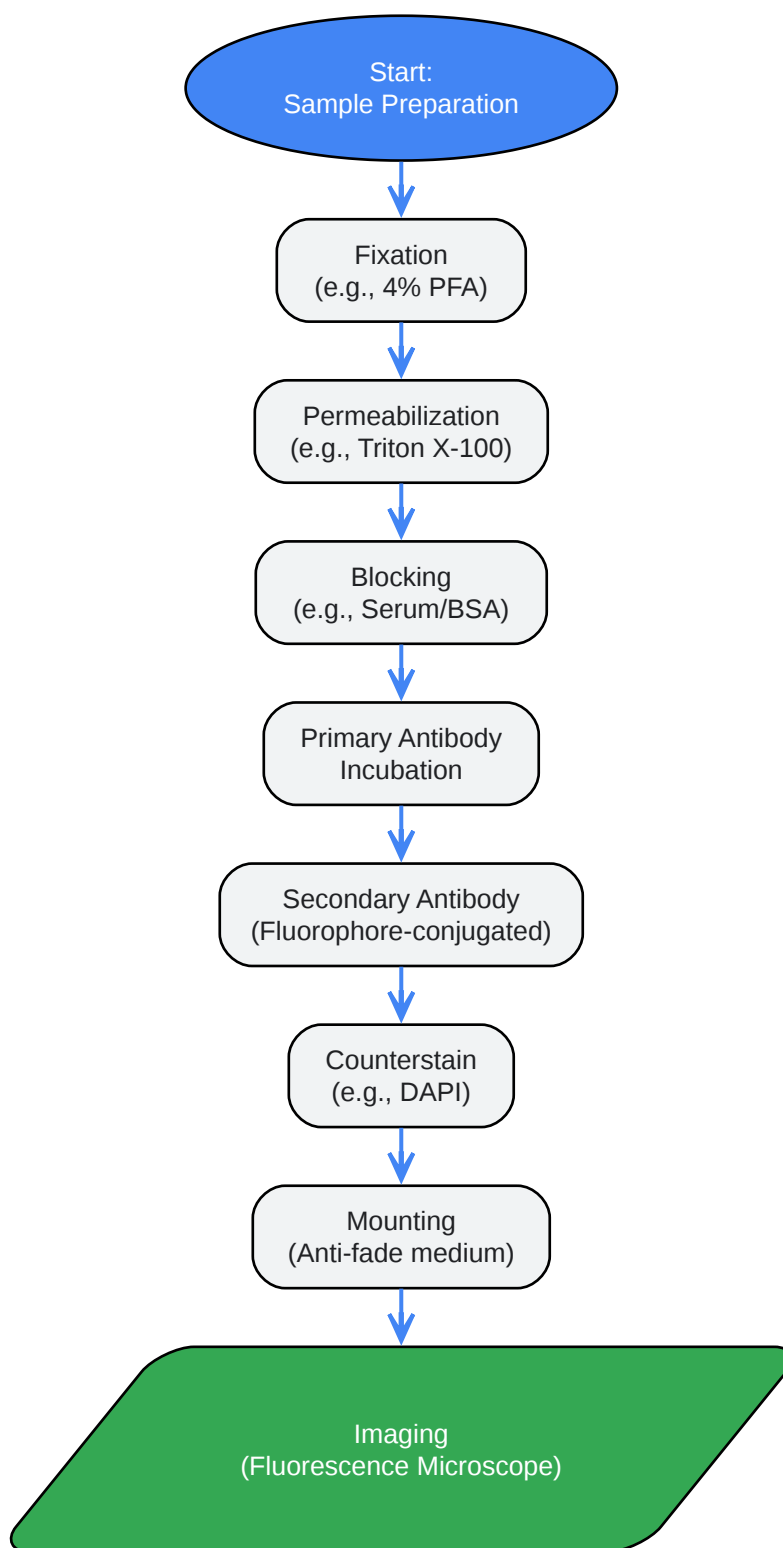 Start:
Sample Preparation
Fixation
(e.g., 4% PFA)
Permeabilization
(e.g., Triton X-100)
Blocking
(e.g., Serum/BSA)
Primary Antibody
Incubation
Secondary Antibody
(Fluorophore-conjugated)
Counterstain
(e.g., DAPI)
Mounting
(Anti-fade medium)
Imaging
(Fluorescence Microscope)